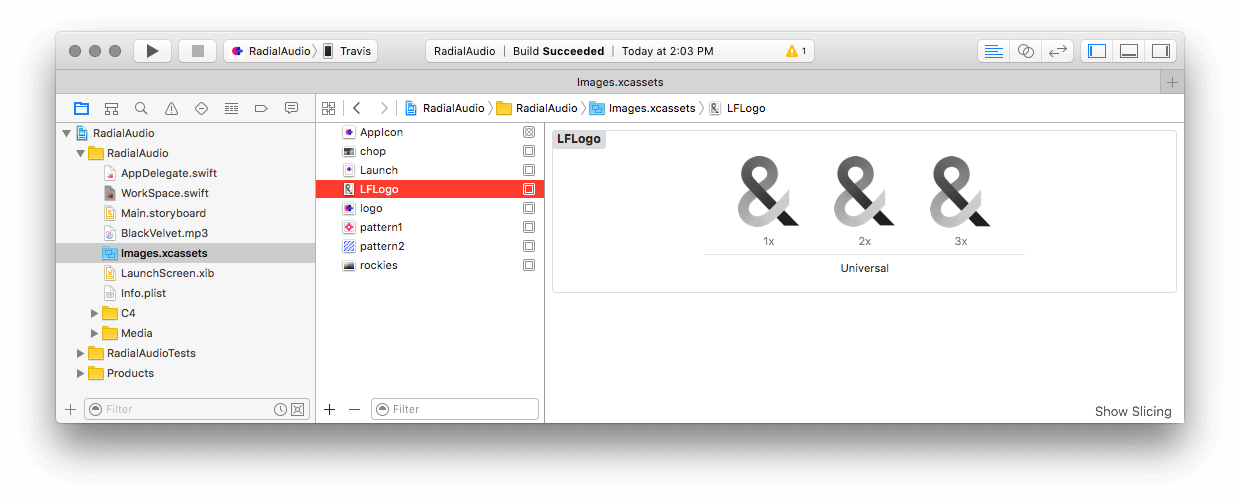 RadialAudio Travis
RadialAudio | Build Succeeded | Today at 2:03 PM 1
Images.xcassets
RadialAudio RadialAudio Images.xcassets LFLogo
RadialAudio
RadialAudio
AppDelegate.swift
WorkSpace.swift
Main.storyboard
BlackVelvet.mp3
Images.xcassets
LaunchScreen.xib
Info.plist
C4
Media
RadialAudioTests
Products
Filter
AppIcon
chop
Launch
LFLogo
logo
pattern1
pattern2
rockies
Filter
LFLogo
& & &
1x 2x 3x
Universal
Show Slicing